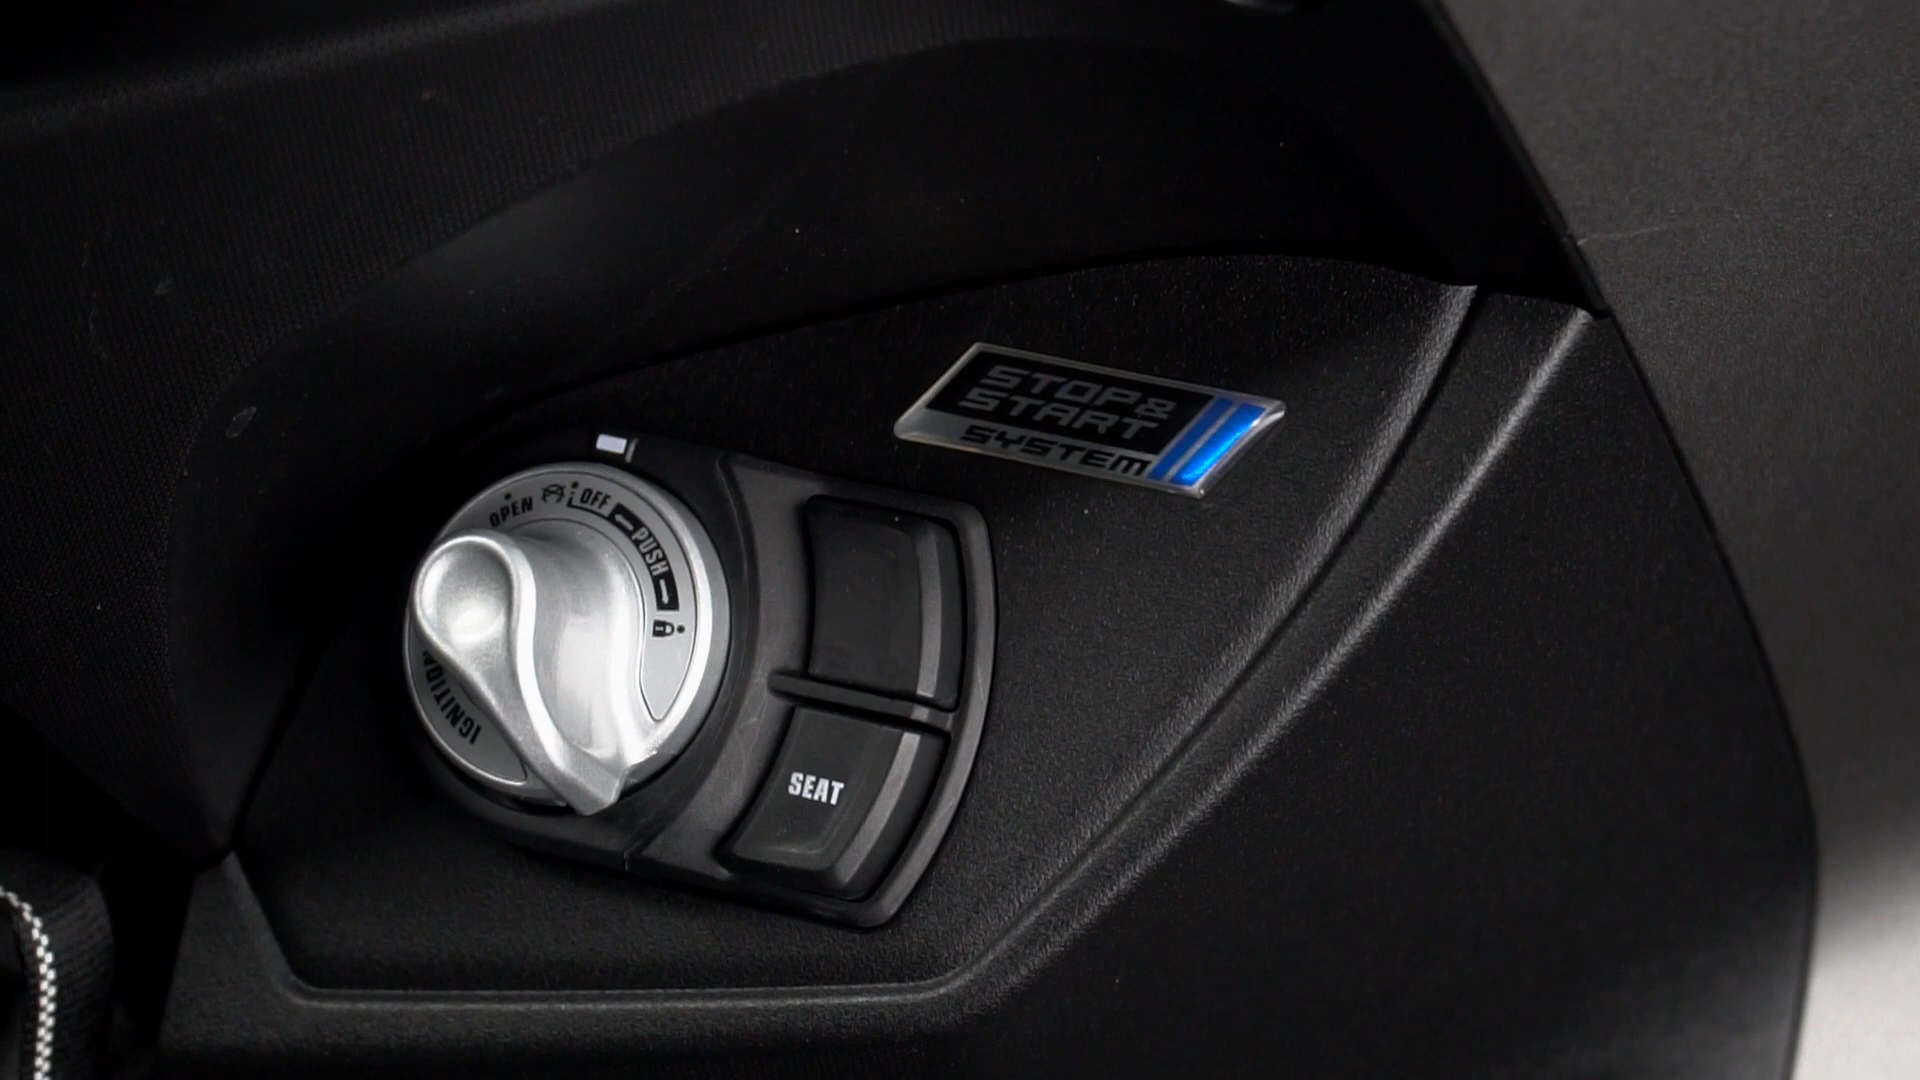 STOP&
START
SYSTEM
OPEN
OFF
PUSH
IGNITION
SEAT